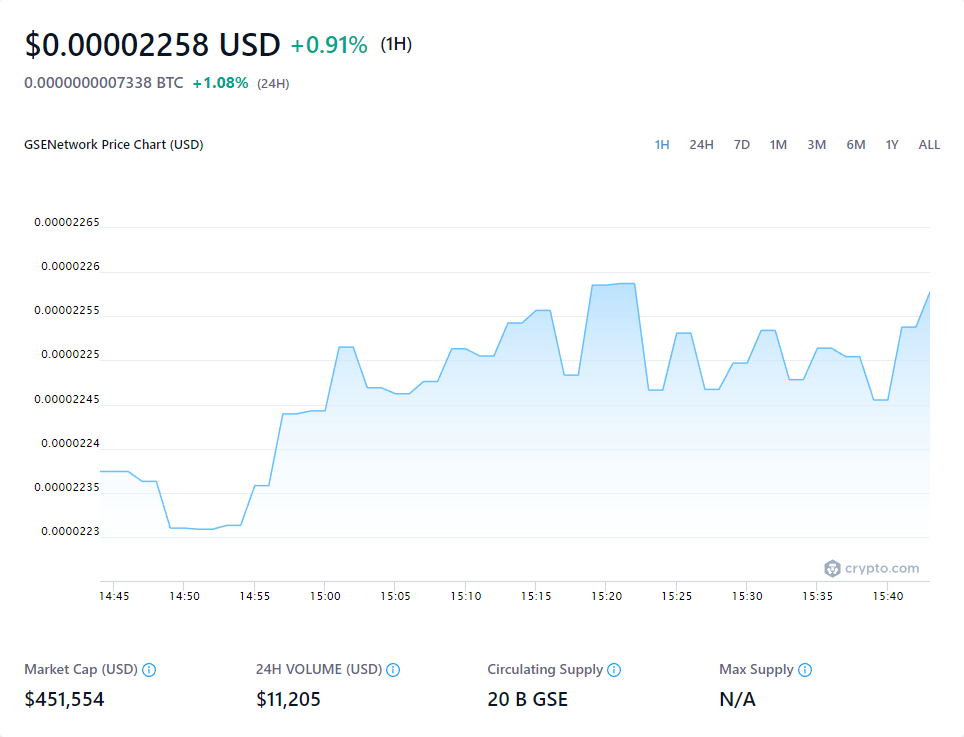 $0.00002258 USD +0.91% (1H)
0.0000000007338 BTC +1.08% (24H)
GSENetwork Price Chart (USD) 1H 24H 7D 1M 3M 6M 1Y ALL
0.00002265
0.0000226
0.00002255
0.0000225
0.00002245
0.0000224
0.00002235
0.0000223
crypto.com
14:45 14:50 14:55 15:00 15:05 15:10 15:15 15:20 15:25 15:30 15:35 15:40
Market Cap (USD) 24H VOLUME (USD) Circulating Supply Max Supply
$451,554 $11,205 20 B GSE N/A